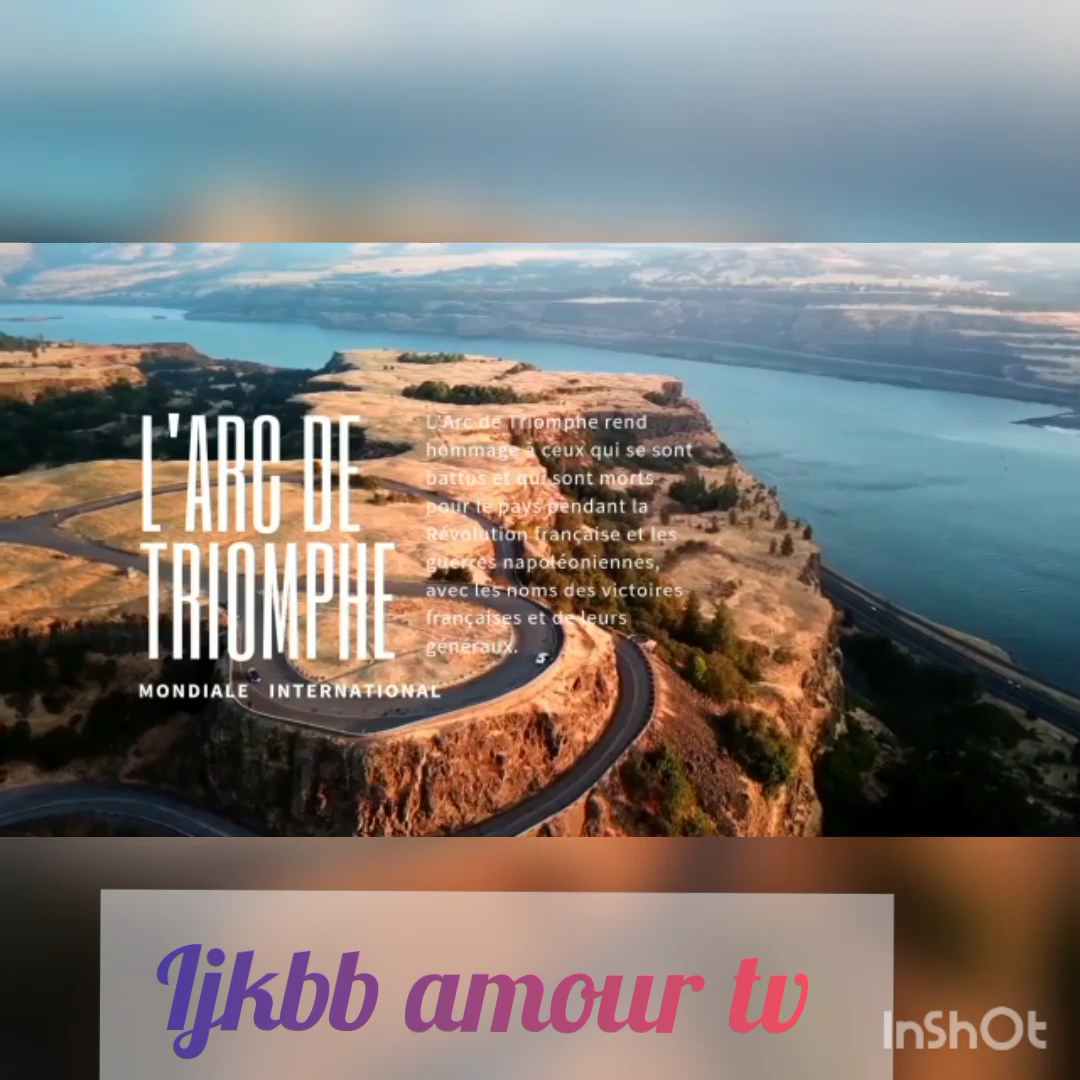 L'ARC DE
TRIOMPHE
MONDIALE INTERNATIONAL
L'Arc de Triomphe rend
hommage à ceux qui se sont
battus et qui sont morts
pour le pays pendant la
Révolution française et les
guerres napoléoniennes,
avec les noms des victoires
françaises et de leurs
généraux.
Ijkbb amour tv
InShOt